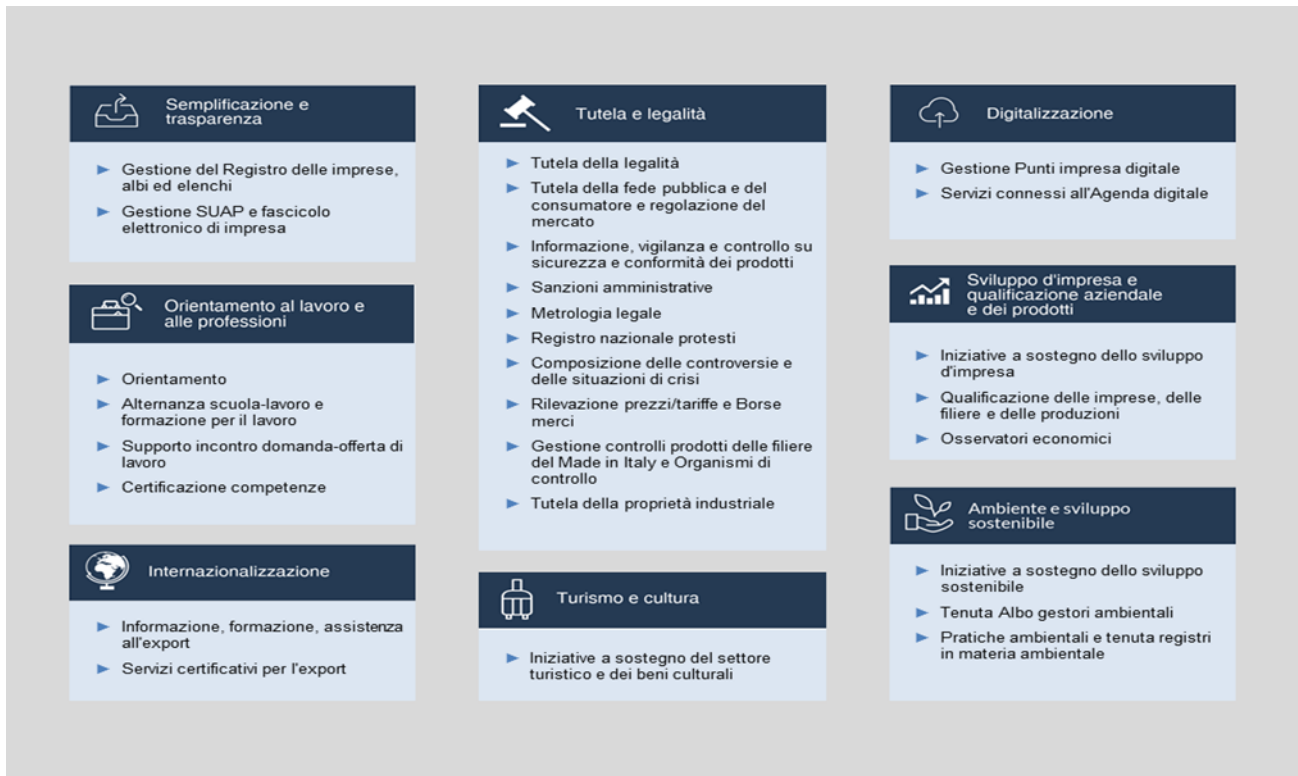 Semplificazione e
trasparenza
Gestione del Registro delle imprese,
albi ed elenchi
Gestione SUAP e fascicolo
elettronico di impresa
Orientamento al lavoro e
alle professioni
Orientamento
Alternanza scuola-lavoro e
formazione per il lavoro
Supporto incontro domanda-offerta di
lavoro
Certificazione competenze
Internazionalizzazione
Informazione, formazione, assistenza
all'export
Servizi certificativi per l'export
Tutela e legalità
Tutela della legalità
Tutela della fede pubblica e del
consumatore e regolazione del
mercato
Informazione, vigilanza e controllo su
sicurezza e conformità dei prodotti
Sanzioni amministrative
Metrologia legale
Registro nazionale protesti
Composizione delle controversie e
delle situazioni di crisi
Rilevazione prezzi/tariffe e Borse
merci
Gestione controlli prodotti delle filiere
del Made in Italy e Organismi di
controllo
Tutela della proprietà industriale
Turismo e cultura
Iniziative a sostegno del settore
turistico e dei beni culturali
Digitalizzazione
Gestione Punti impresa digitale
Servizi connessi all'Agenda digitale
Sviluppo d'impresa e
qualificazione aziendale
e dei prodotti
Iniziative a sostegno dello sviluppo
d'impresa
Qualificazione delle imprese, delle
filiere e delle produzioni
Osservatori economici
Ambiente e sviluppo
sostenibile
Iniziative a sostegno dello sviluppo
sostenibile
Tenuta Albo gestori ambientali
Pratiche ambientali e tenuta registri
in materia ambientale